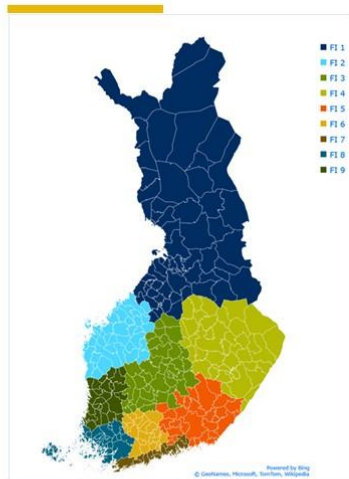 FI 1
FI 2
FI 3
FI 4
FI 5
FI 6
FI 7
FI 8
FI 9
Powered by Bing
© GeoNames, Microsoft, TomTom, Wikipedia